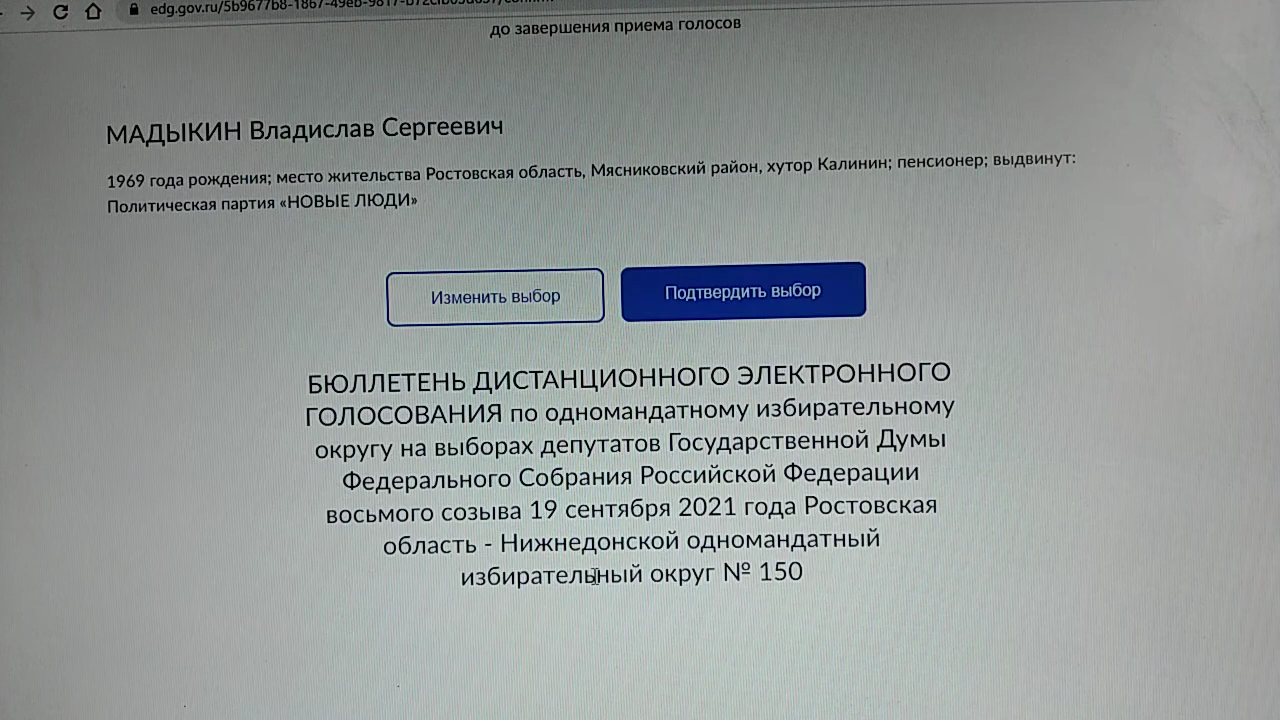 до завершения приема голосов
МАДЫКИН Владислав Сергеевич
1969 года рождения; место жительства Ростовская область, Мясниковский район, хутор Калинин; пенсионер; выдвинут:
Политическая партия «НОВЫЕ ЛЮДИ»
Изменить выбор Подтвердить выбор
БЮЛЛЕТЕНЬ ДИСТАНЦИОННОГО ЭЛЕКТРОННОГО
ГОЛОСОВАНИЯ по одномандатному избирательному
округу на выборах депутатов Государственной Думы
Федерального Собрания Российской Федерации
восьмого созыва 19 сентября 2021 года Ростовская
область - Нижнедонской одномандатный
избирательный округ № 150